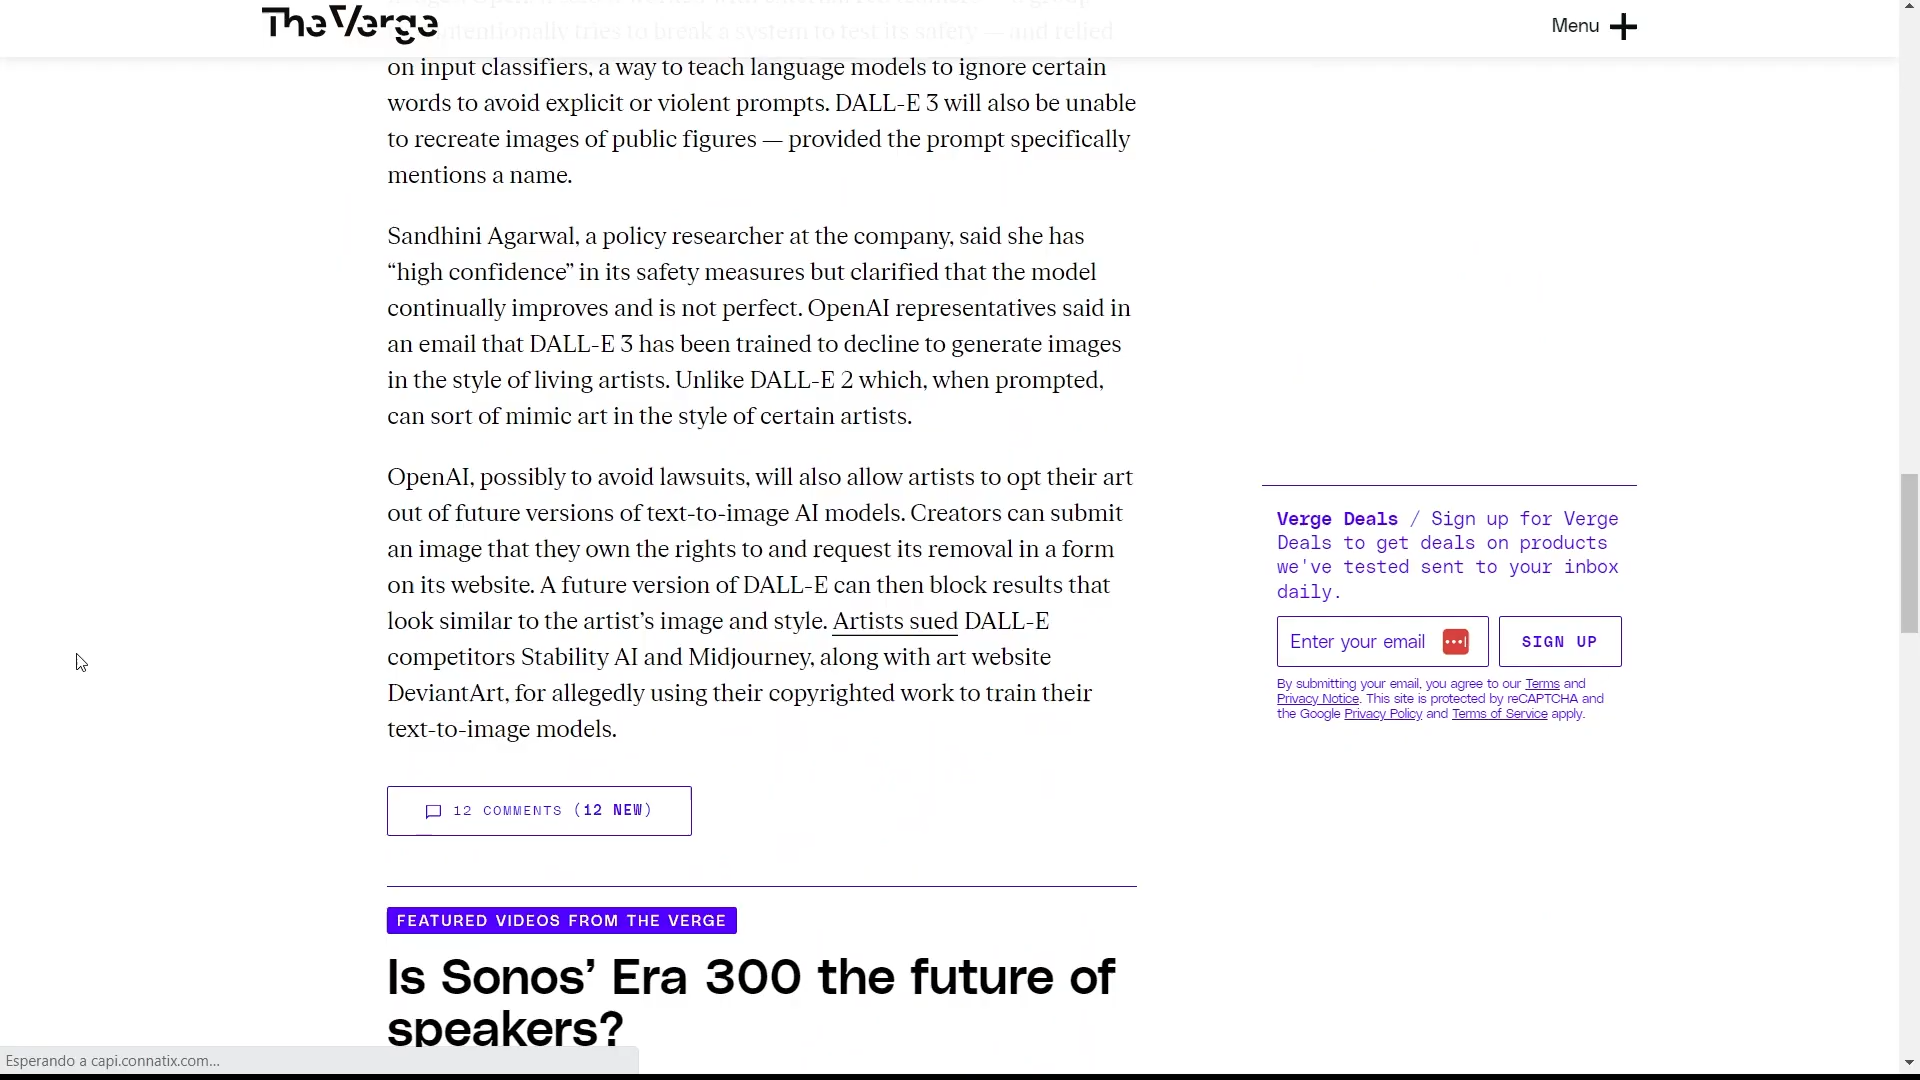 The Verge
Menu
intentionally tries to break a system to test its safety — and relied
on input classifiers, a way to teach language models to ignore certain
words to avoid explicit or violent prompts. DALL-E 3 will also be unable
to recreate images of public figures — provided the prompt specifically
mentions a name.
Sandhini Agarwal, a policy researcher at the company, said she has
“high confidence” in its safety measures but clarified that the model
continually improves and is not perfect. OpenAI representatives said in
an email that DALL-E 3 has been trained to decline to generate images
in the style of living artists. Unlike DALL-E 2 which, when prompted,
can sort of mimic art in the style of certain artists.
OpenAI, possibly to avoid lawsuits, will also allow artists to opt their art
out of future versions of text-to-image AI models. Creators can submit
an image that they own the rights to and request its removal in a form
on its website. A future version of DALL-E can then block results that
look similar to the artist’s image and style. Artists sued DALL-E
competitors Stability AI and Midjourney, along with art website
DeviantArt, for allegedly using their copyrighted work to train their
text-to-image models.
12 COMMENTS (12 NEW)
FEATURED VIDEOS FROM THE VERGE
Is Sonos’ Era 300 the future of
speakers?
Verge Deals / Sign up for Verge
Deals to get deals on products
we've tested sent to your inbox
daily.
Enter your email
SIGN UP
By submitting your email, you agree to our Terms and
Privacy Notice. This site is protected by reCAPTCHA and
the Google Privacy Policy and Terms of Service apply.
Esperando a capi.connatix.com...